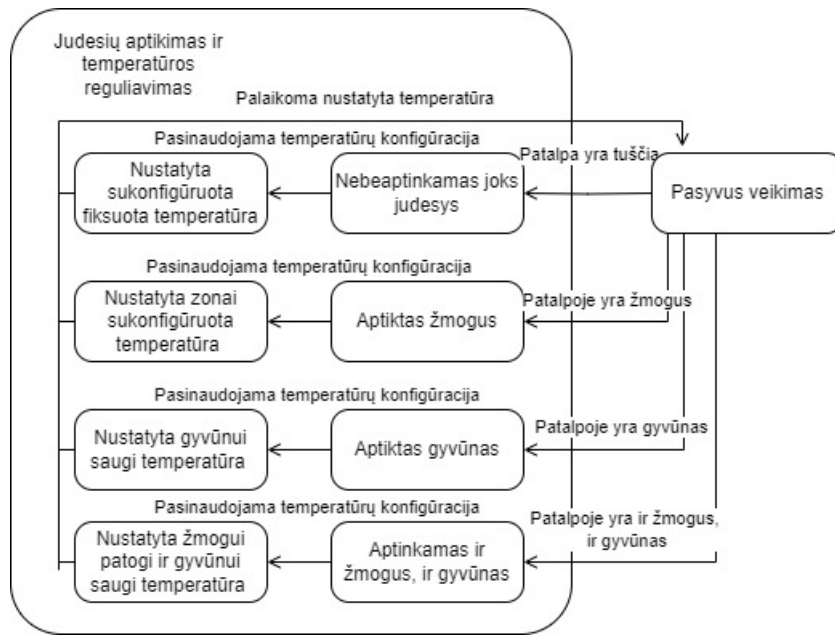 Judesių aptikimas ir
temperatūros
reguliavimas
Palaikoma nustatyta temperatūra
Pasinaudojama temperatūrų konfigūracija
Patalpa yra tuščia
Nustatyta
sukonfigūruota
fiksuota temperatūra
Nebeaptinkamas joks
judesys
Pasyvus veikimas
Pasinaudojama temperatūrų konfigūracija
Nustatyta zonai
sukonfigūruota
temperatūra
Aptiktas žmogus
Patalpoje yra žmogus
Pasinaudojama temperatūrų konfigūracija
Nustatyta gyvūnui
saugi temperatūra
Aptiktas gyvūnas
Patalpoje yra gyvūnas
Pasinaudojama temperatūrų konfigūracija
Nustatyta žmogui
patogi ir gyvūnui
saugi temperatūra
Aptinkamas ir
žmogus, ir gyvūnas
Patalpoje yra ir žmogus,
ir gyvūnas